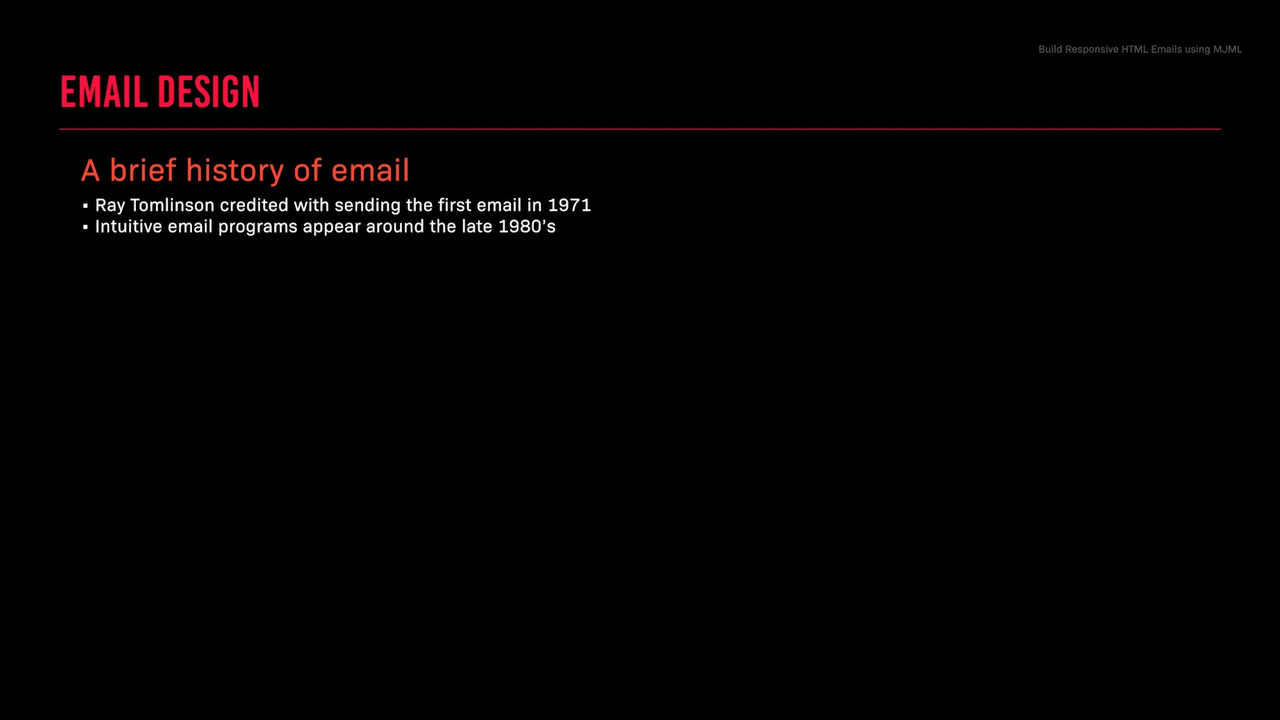 Build Responsive HTML Emails using MJML
EMAIL DESIGN
A brief history of email
▪ Ray Tomlinson credited with sending the first email in 1971
▪ Intuitive email programs appear around the late 1980’s